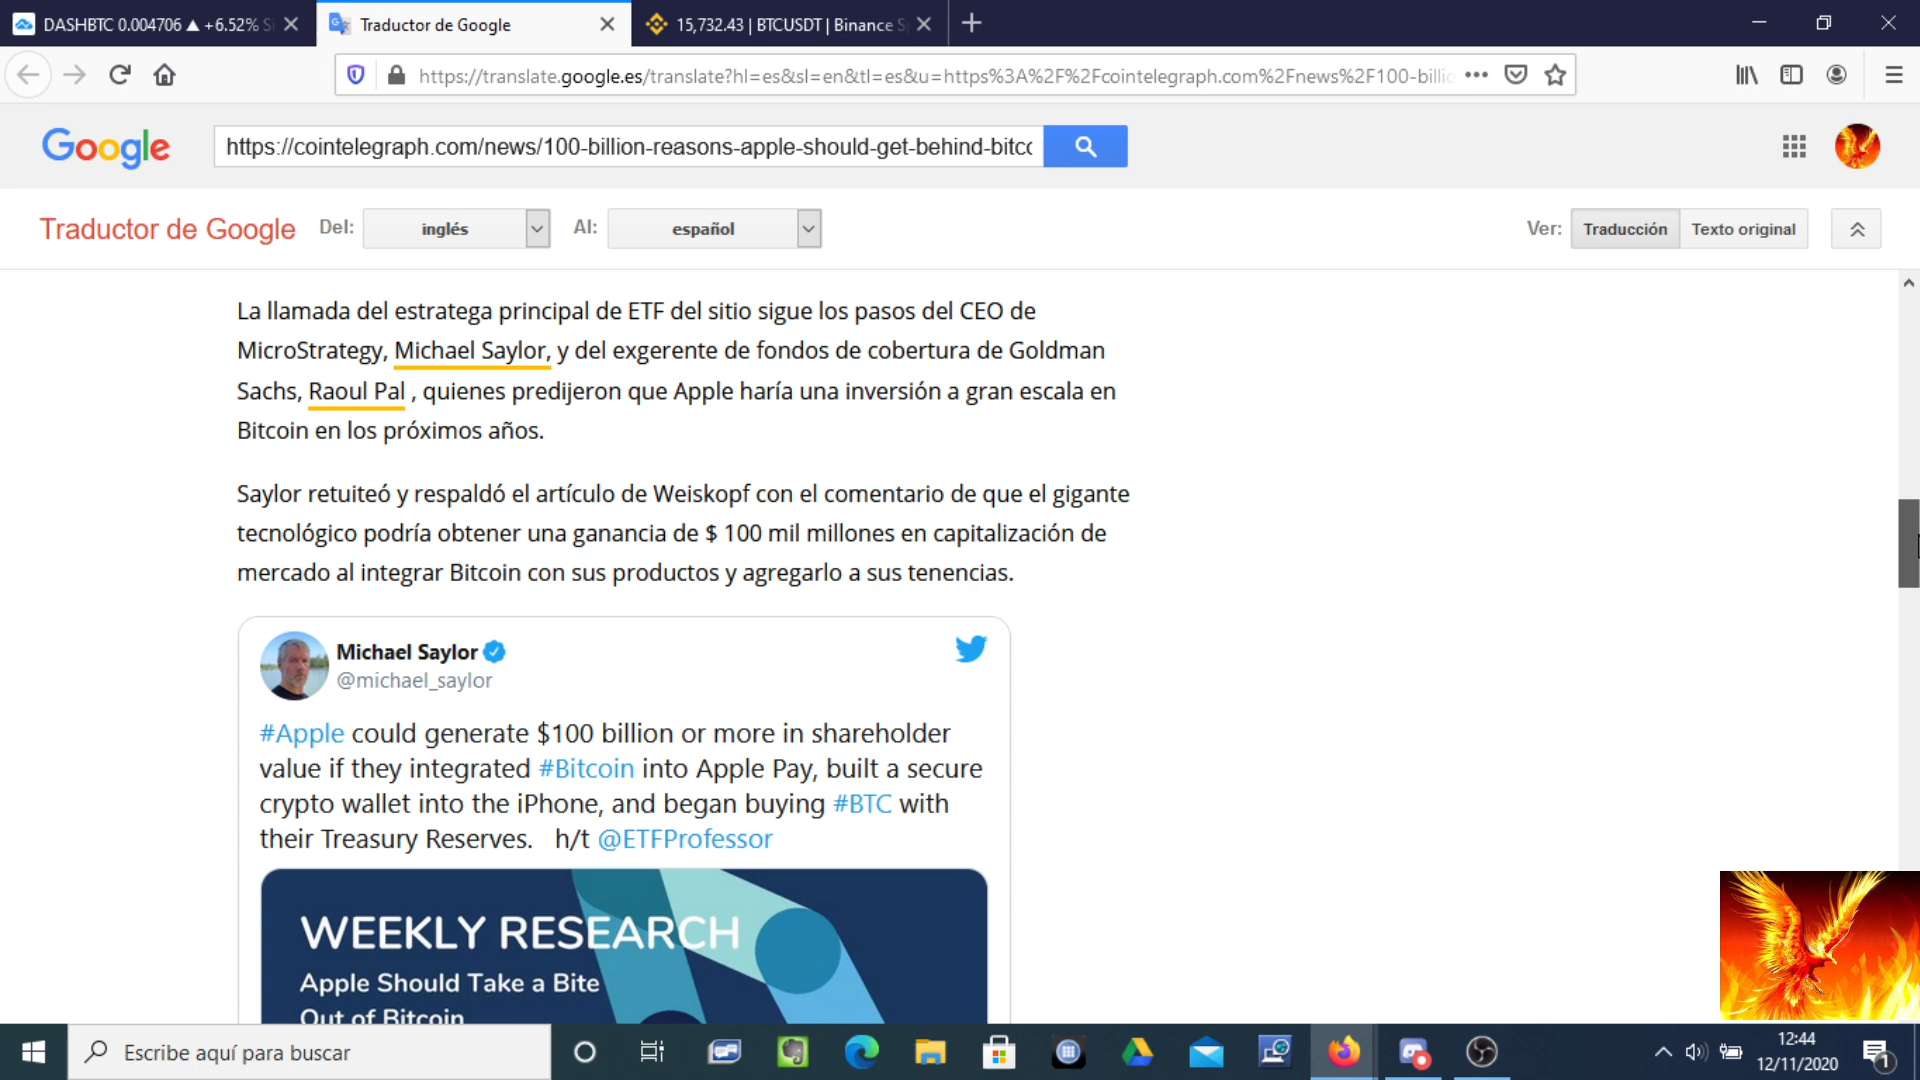 DASHBTC 0.004706 ▲ +6.52%
Traductor de Google
15,732.43 | BTCUSDT | Binance S
https://translate.google.es/translate?hl=es&sl=en&tl=es&u=https%3A%2F%2Fcointelegraph.com%2Fnews%2F100-billi
Google
https://cointelegraph.com/news/100-billion-reasons-apple-should-get-behind-bitco
Traductor de Google
Del:
inglés
Al:
español
Ver:
Traducción
Texto original
La llamada del estratega principal de ETF del sitio sigue los pasos del CEO de
MicroStrategy, Michael Saylor, y del exgerente de fondos de cobertura de Goldman
Sachs, Raoul Pal , quienes predijeron que Apple haría una inversión a gran escala en
Bitcoin en los próximos años.
Saylor retuiteó y respaldó el artículo de Weiskopf con el comentario de que el gigante
tecnológico podría obtener una ganancia de $ 100 mil millones en capitalización de
mercado al integrar Bitcoin con sus productos y agregarlo a sus tenencias.
Michael Saylor
@michael_saylor
#Apple could generate $100 billion or more in shareholder
value if they integrated #Bitcoin into Apple Pay, built a secure
crypto wallet into the iPhone, and began buying #BTC with
their Treasury Reserves. h/t @ETFProfessor
WEEKLY RESEARCH
Apple Should Take a Bite
Out of Bitcoin
Escribe aquí para buscar
12:44
12/11/2020
1